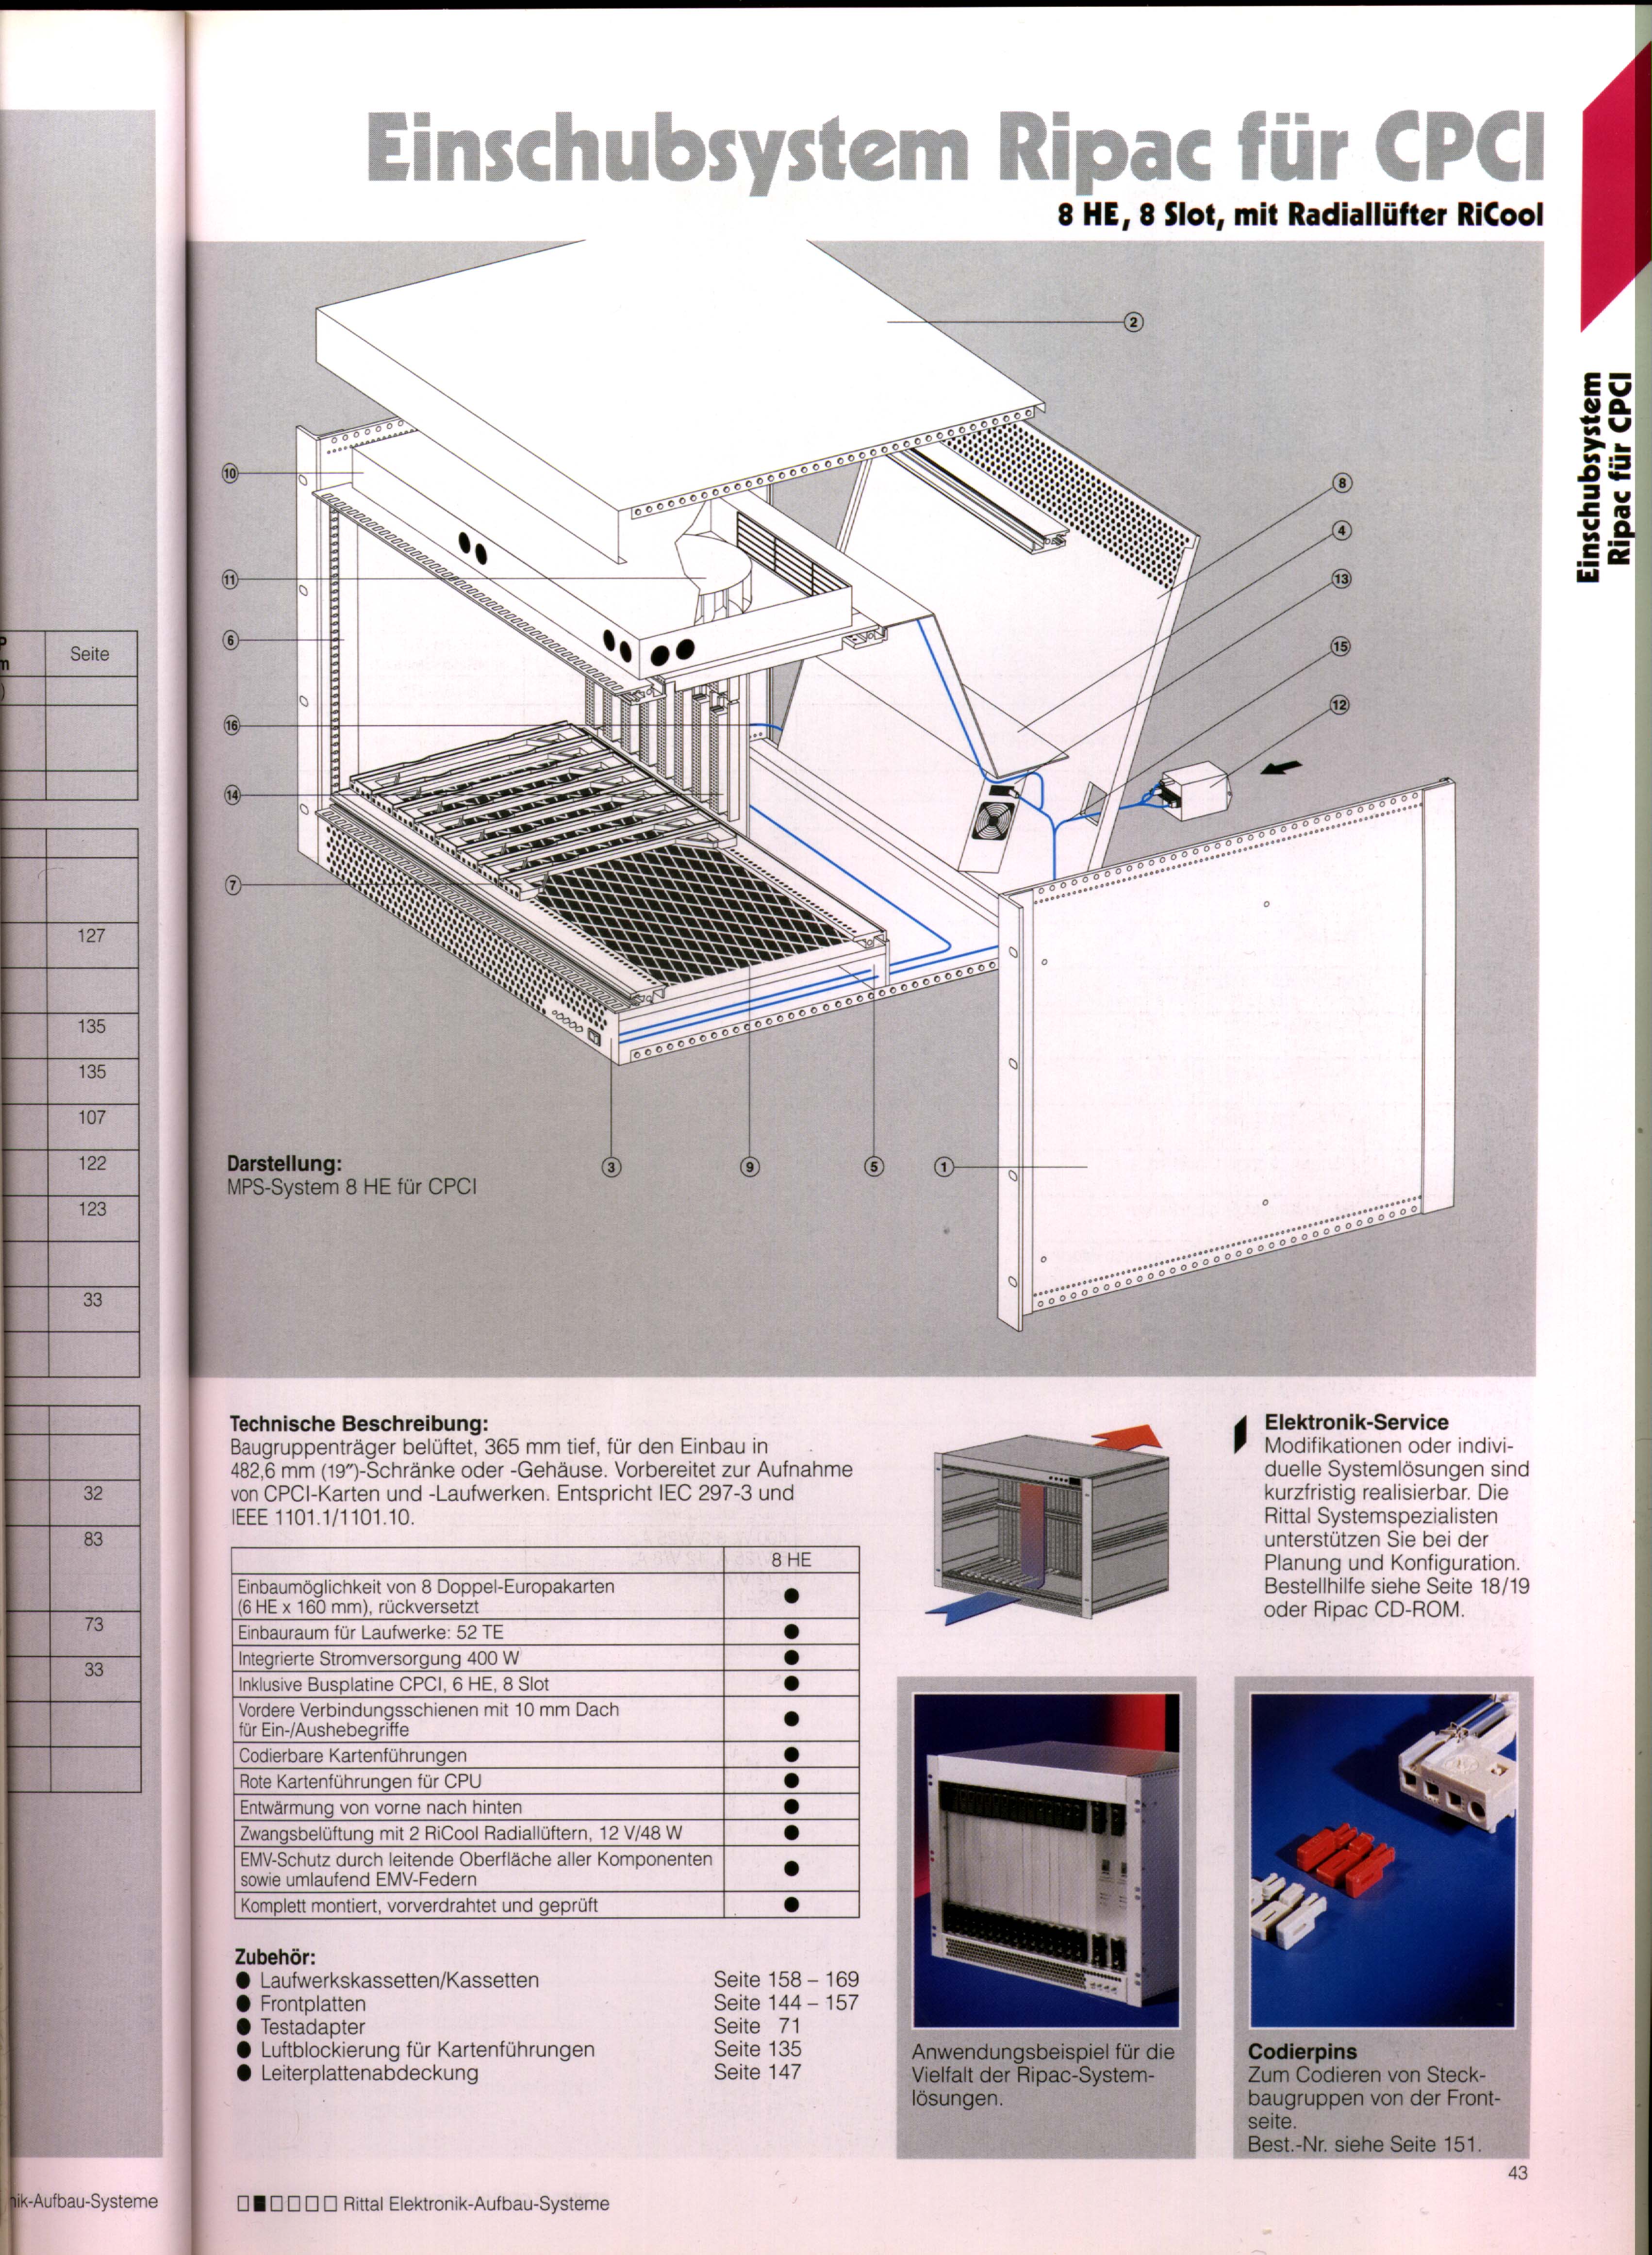 Einschubsystem Ripac für CPCI
8 HE, 8 Slot, mit Radiallüfter RiCool
Einschubsystem
Ripac für CPCI
Seite
127
135
135
107
122
123
33
32
83
73
33
2
10
8
4
11
13
6
15
12
16
14
7
3
9
5
1
Darstellung:
MPS-System 8 HE für CPCI
Technische Beschreibung:
Baugruppenträger belüftet, 365 mm tief, für den Einbau in
482,6 mm (19″)-Schränke oder -Gehäuse. Vorbereitet zur Aufnahme
von CPCI-Karten und -Laufwerken. Entspricht IEC 297-3 und
IEEE 1101.1/1101.10.
8 HE
Einbaumöglichkeit von 8 Doppel-Europakarten
(6 HE x 160 mm), rückversetzt ●
Einbauraum für Laufwerke: 52 TE ●
Integrierte Stromversorgung 400 W ●
Inklusive Busplatine CPCI, 6 HE, 8 Slot ●
Vordere Verbindungsschienen mit 10 mm Dach
für Ein-/Aushebegriffe ●
Codierbare Kartenführungen ●
Rote Kartenführungen für CPU ●
Entwärmung von vorne nach hinten ●
Zwangsbelüftung mit 2 RiCool Radiallüftern, 12 V/48 W ●
EMV-Schutz durch leitende Oberfläche aller Komponenten
sowie umlaufend EMV-Federn ●
Komplett montiert, vorverdrahtet und geprüft ●
Zubehör:
● Laufwerkskassetten/Kassetten Seite 158 – 169
● Frontplatten Seite 144 – 157
● Testadapter Seite 71
● Luftblockierung für Kartenführungen Seite 135
● Leiterplattenabdeckung Seite 147
Elektronik-Service
Modifikationen oder indivi-
duelle Systemlösungen sind
kurzfristig realisierbar. Die
Rittal Systemspezialisten
unterstützen Sie bei der
Planung und Konfiguration.
Bestellhilfe siehe Seite 18/19
oder Ripac CD-ROM.
Anwendungsbeispiel für die
Vielfalt der Ripac-System-
lösungen.
Codierpins
Zum Codieren von Steck-
baugruppen von der Front-
seite.
Best.-Nr. siehe Seite 151.
43
nik-Aufbau-Systeme
Rittal Elektronik-Aufbau-Systeme